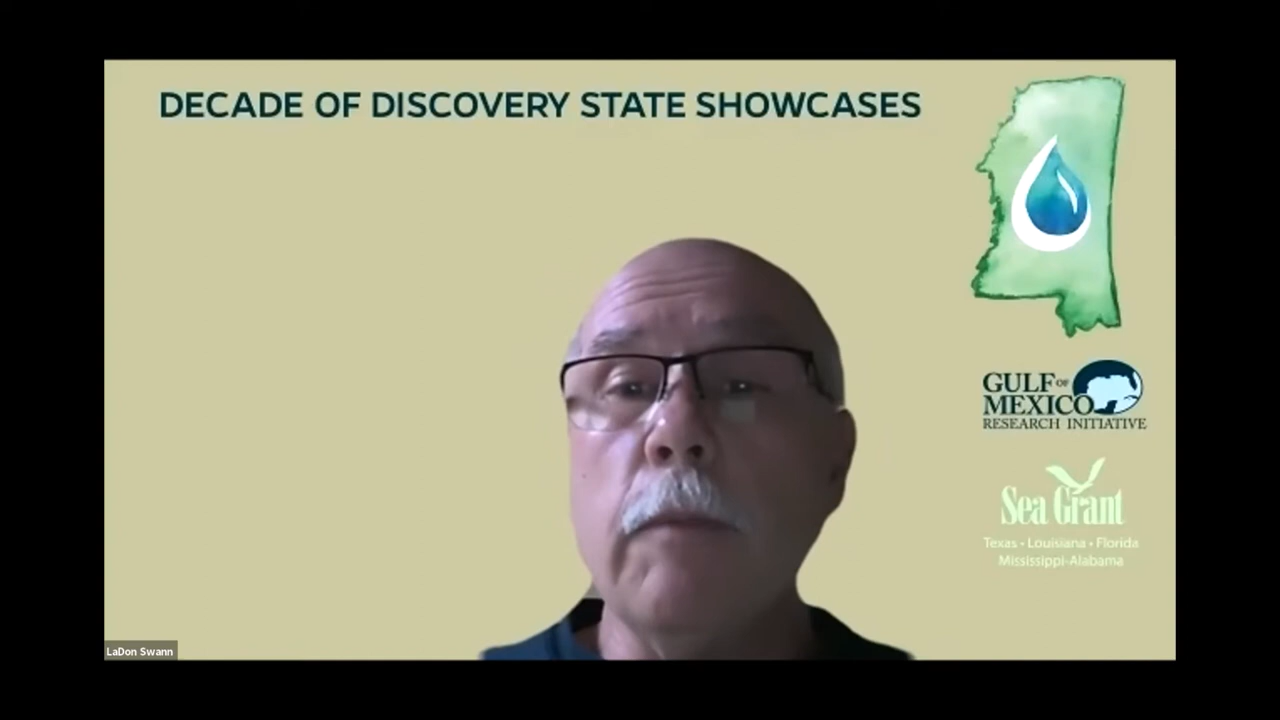 DECADE OF DISCOVERY STATE SHOWCASES
GULF OF
MEXICO
RESEARCH INITIATIVE
Sea Grant
Texas • Louisiana • Florida
Mississippi-Alabama
LaDon Swann